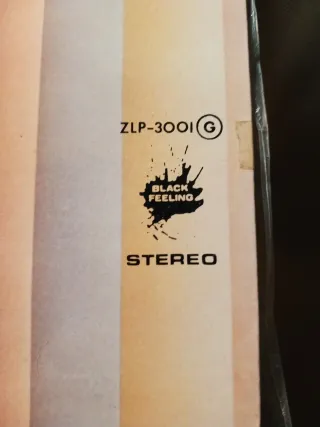 ZLP-3001 G
BLACK
FEELING
STEREO